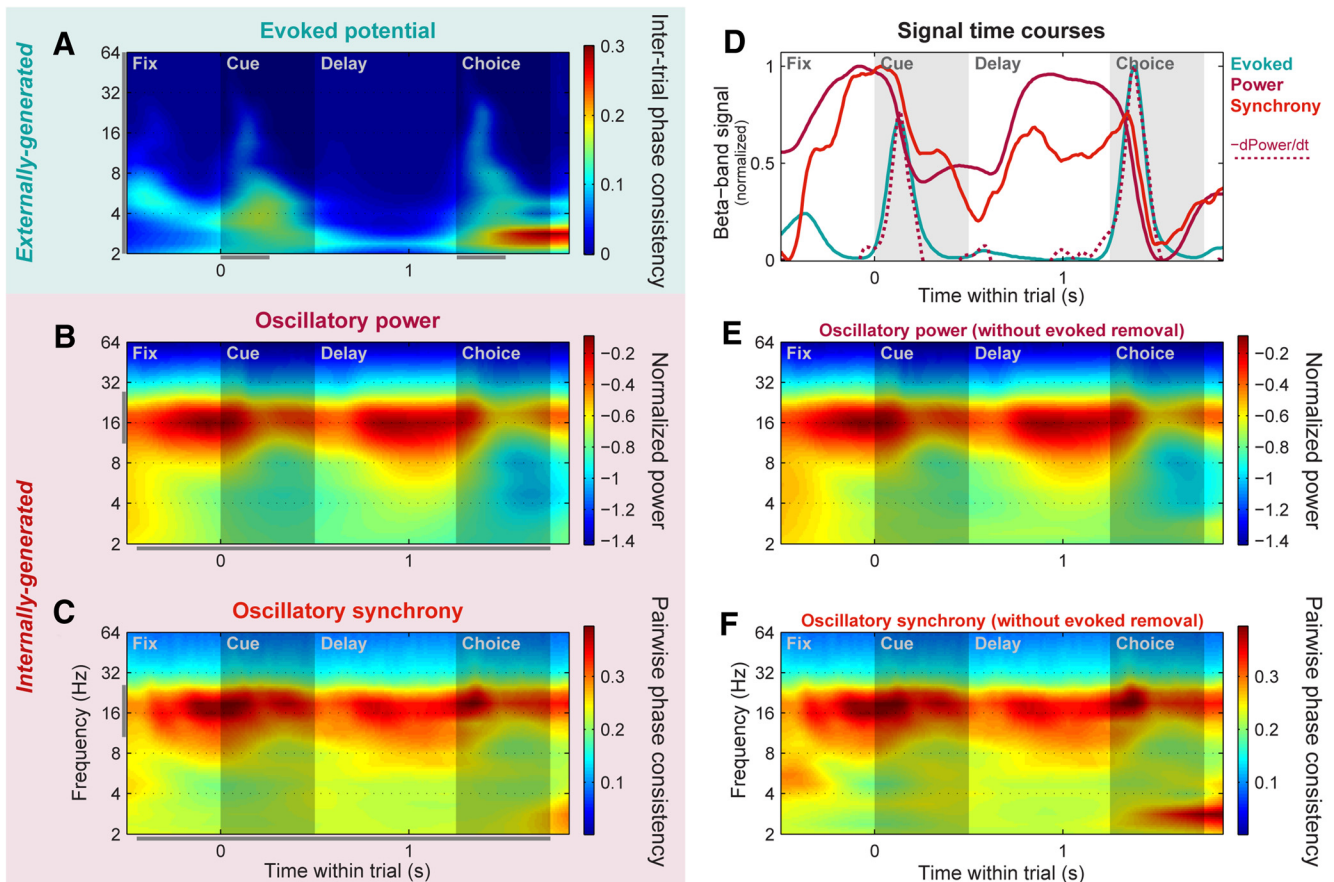 Externally-generated
A
Evoked potential
64
32
16
8
4
2
Fix
Cue
Delay
Choice
0
1
0.3
0.2
0.1
0
Inter-trial phase consistency
Internally-generated
B
Oscillatory power
64
32
16
8
4
2
Fix
Cue
Delay
Choice
0
1
−0.2
−0.4
−0.6
−0.8
−1
−1.2
−1.4
Normalized power
C
Oscillatory synchrony
Frequency (Hz)
64
32
16
8
4
2
Fix
Cue
Delay
Choice
0
1
Time within trial (s)
0.3
0.2
0.1
Pairwise phase consistency
D
Signal time courses
Beta−band signal
(normalized)
1
0.5
0
Fix
Cue
Delay
Choice
0
1
Time within trial (s)
Evoked
Power
Synchrony
−dPower/dt
E
Oscillatory power (without evoked removal)
64
32
16
8
4
2
Fix
Cue
Delay
Choice
0
1
−0.2
−0.4
−0.6
−0.8
−1
−1.2
−1.4
Normalized power
F
Oscillatory synchrony (without evoked removal)
Frequency (Hz)
64
32
16
8
4
2
Fix
Cue
Delay
Choice
0
1
Time within trial (s)
0.3
0.2
0.1
Pairwise phase consistency